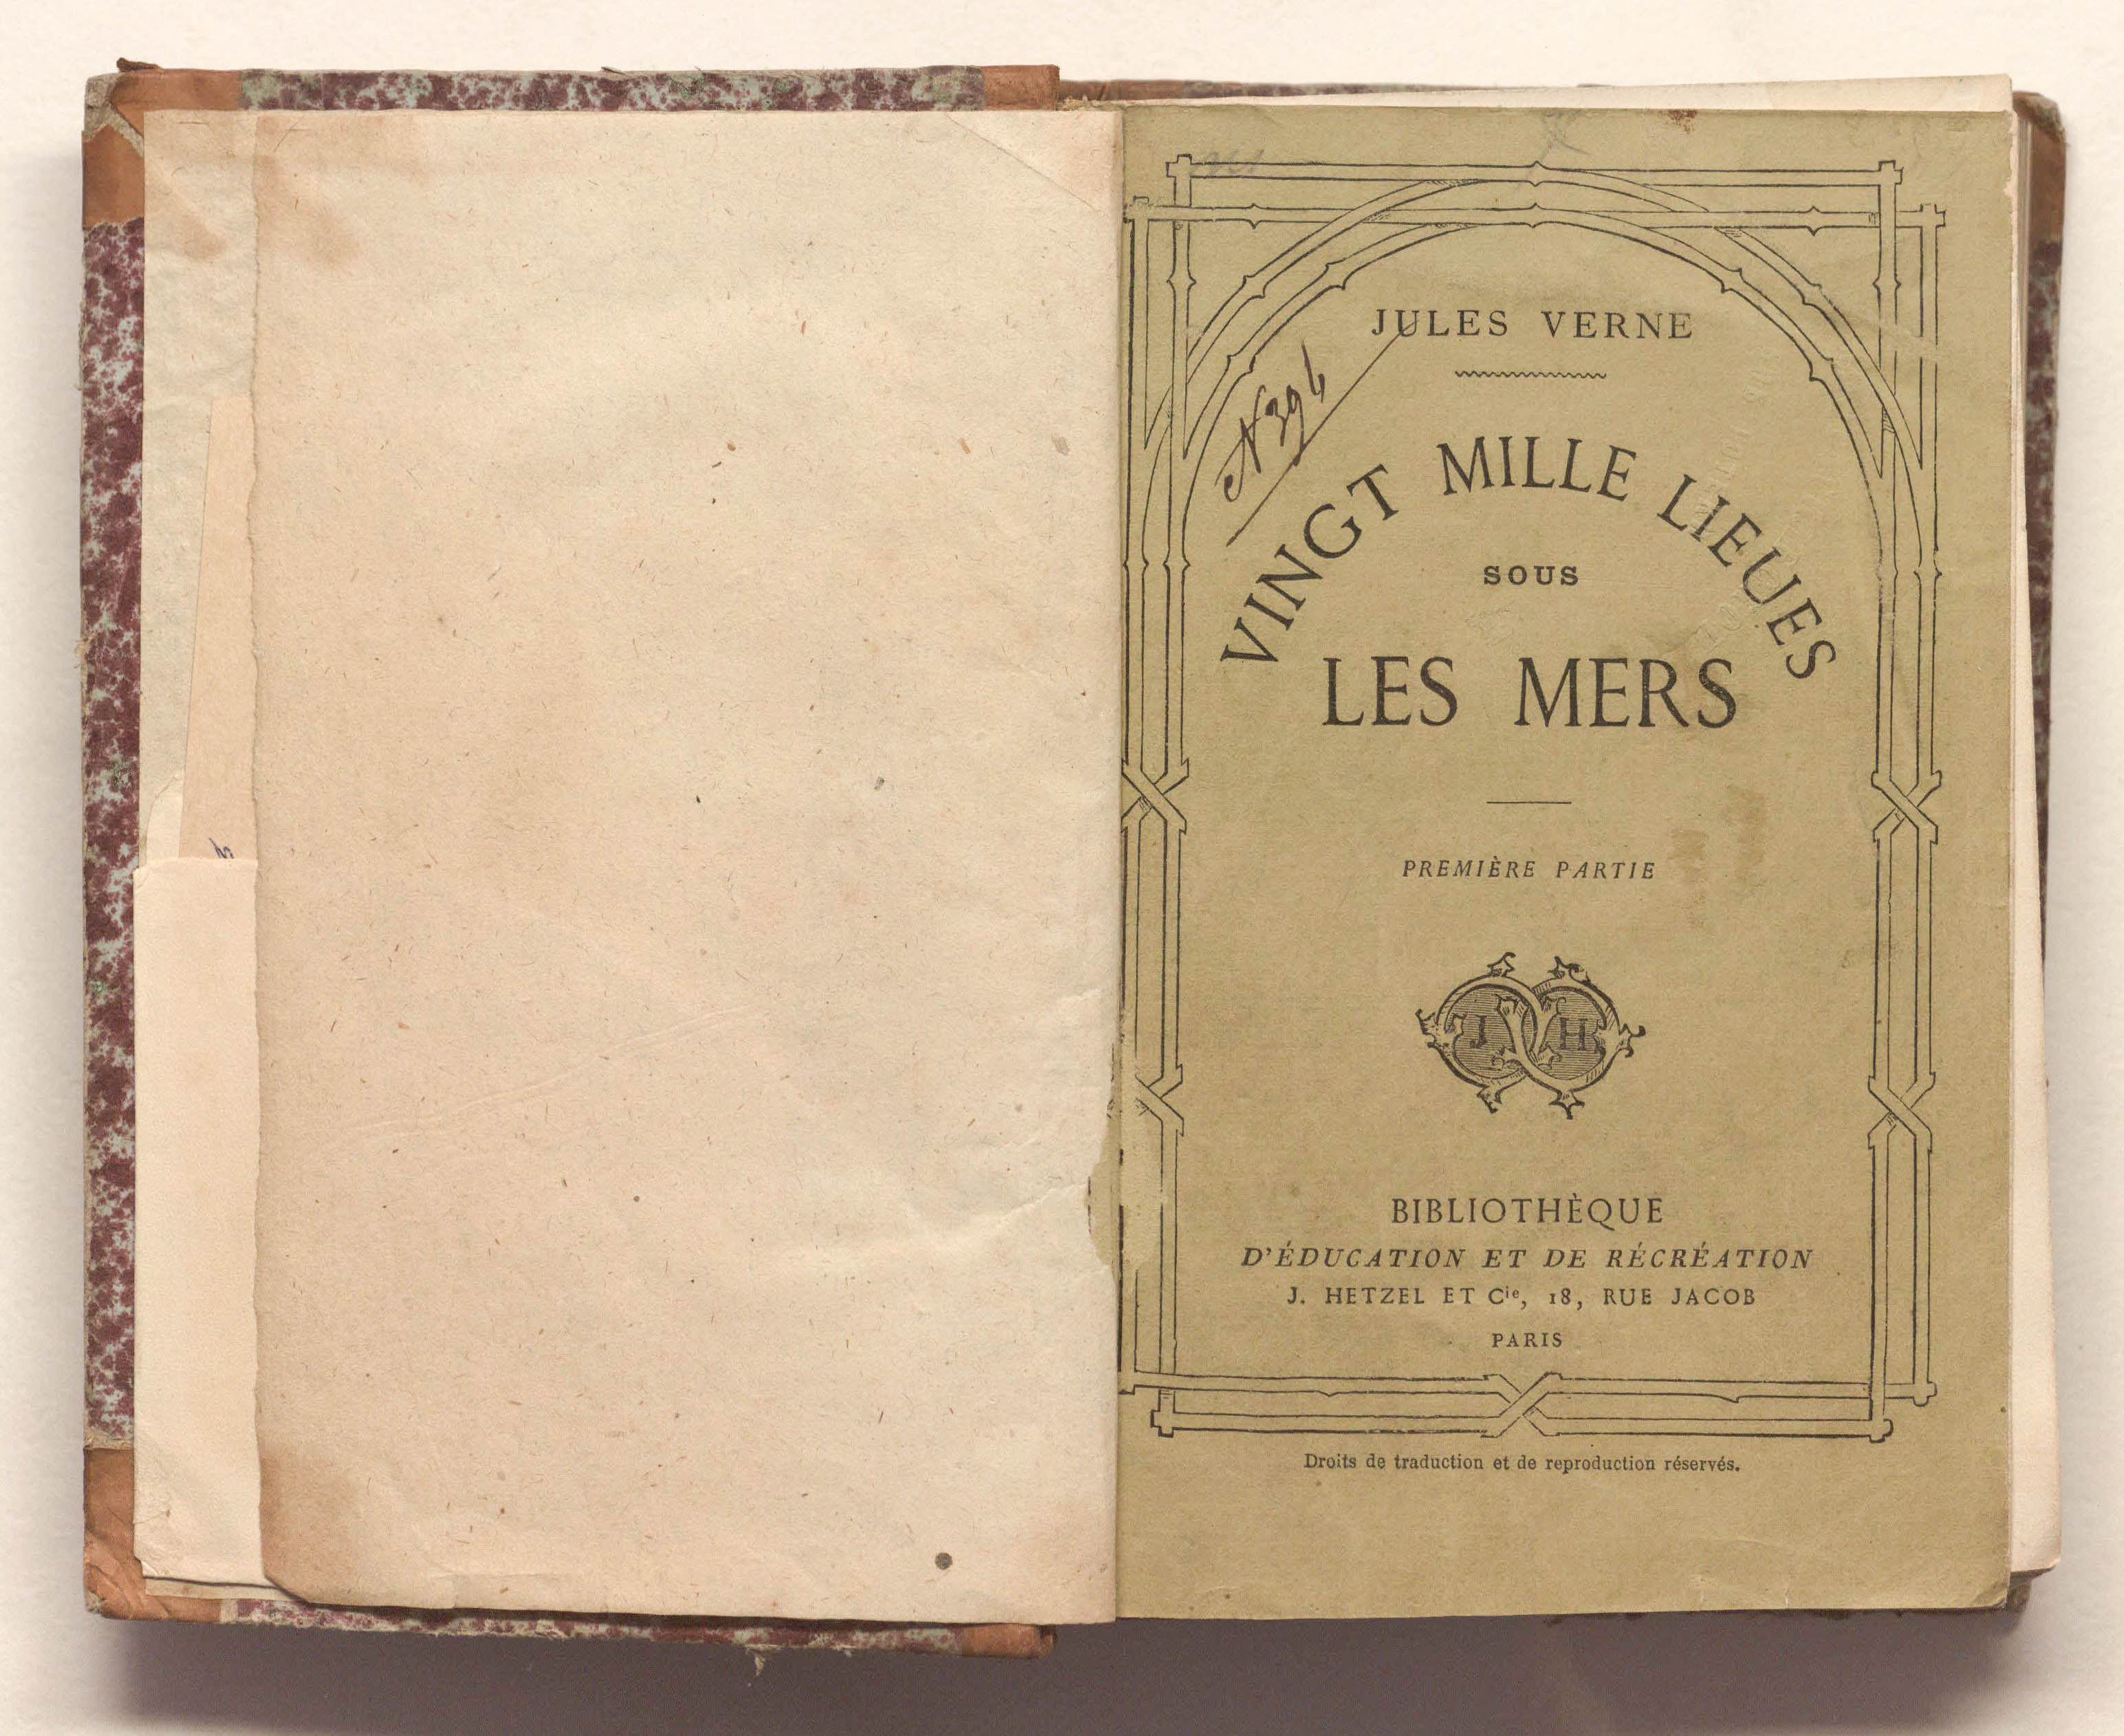 JULES VERNE
N 394
VINGT MILLE LIEUES
SOUS
LES MERS
PREMIÈRE PARTIE
J H
BIBLIOTHÈQUE
D'ÉDUCATION ET DE RÉCRÉATION
J. HETZEL ET Cie, 18, RUE JACOB
PARIS
Droits de traduction et de reproduction réservés.